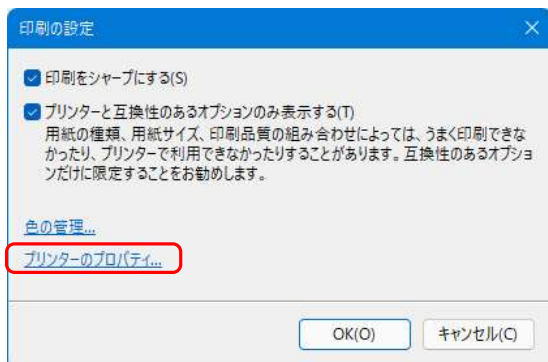 印刷の設定
印刷をシャープにする(S)
プリンターと互換性のあるオプションのみ表示する(T)
用紙の種類、用紙サイズ、印刷品質の組み合わせによっては、うまく印刷できな
かったり、プリンターで利用できなかったりすることがあります。互換性のあるオプショ
ンだけに限定することをお勧めします。
色の管理...
プリンターのプロパティ...
OK(O)
キャンセル(C)